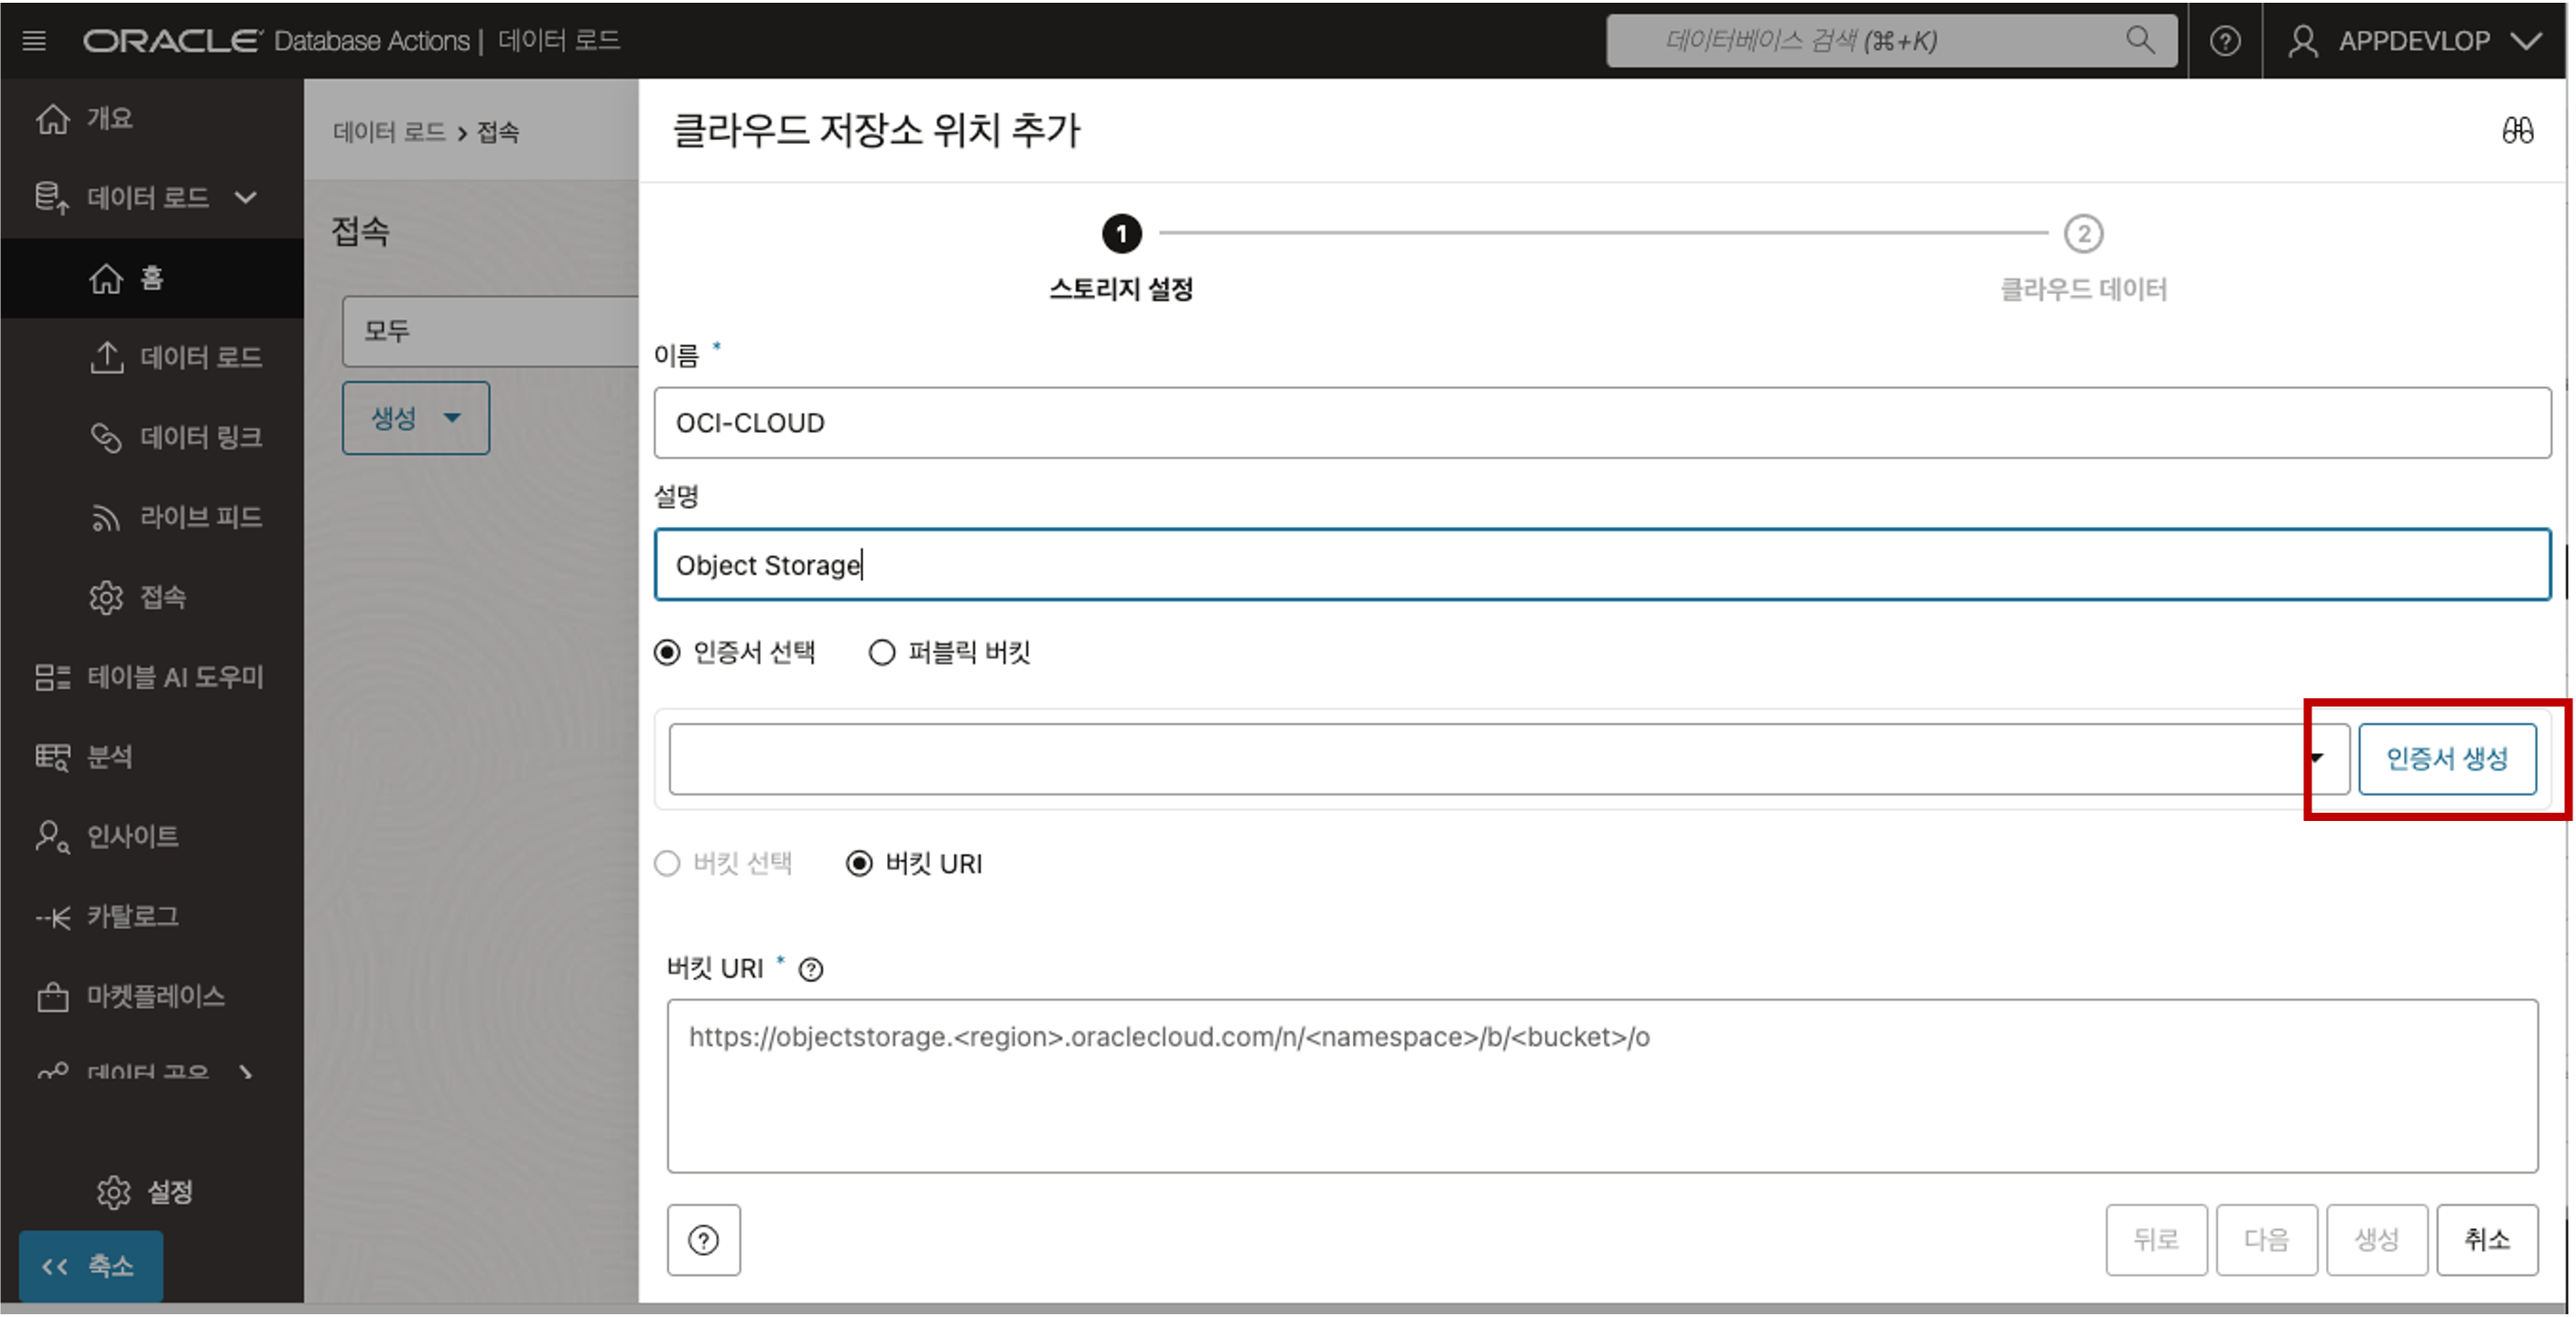 ORACLE Database Actions | 데이터 로드
데이터베이스 검색 (⌘+K)
APPDEVLOP
개요
데이터 로드
홈
데이터 로드
데이터 링크
라이브 피드
접속
테이블 AI 도우미
분석
인사이트
카탈로그
마켓플레이스
데이터 공유
설정
<< 축소
데이터 로드 > 접속
접속
모두
생성
클라우드 저장소 위치 추가
1
2
스토리지 설정
클라우드 데이터
이름 *
OCI-CLOUD
설명
Object Storage
인증서 선택 퍼블릭 버킷
인증서 생성
버킷 선택 버킷 URI
버킷 URI * ?
https://objectstorage.<region>.oraclecloud.com/n/<namespace>/b/<bucket>/o
?
뒤로 다음 생성 취소